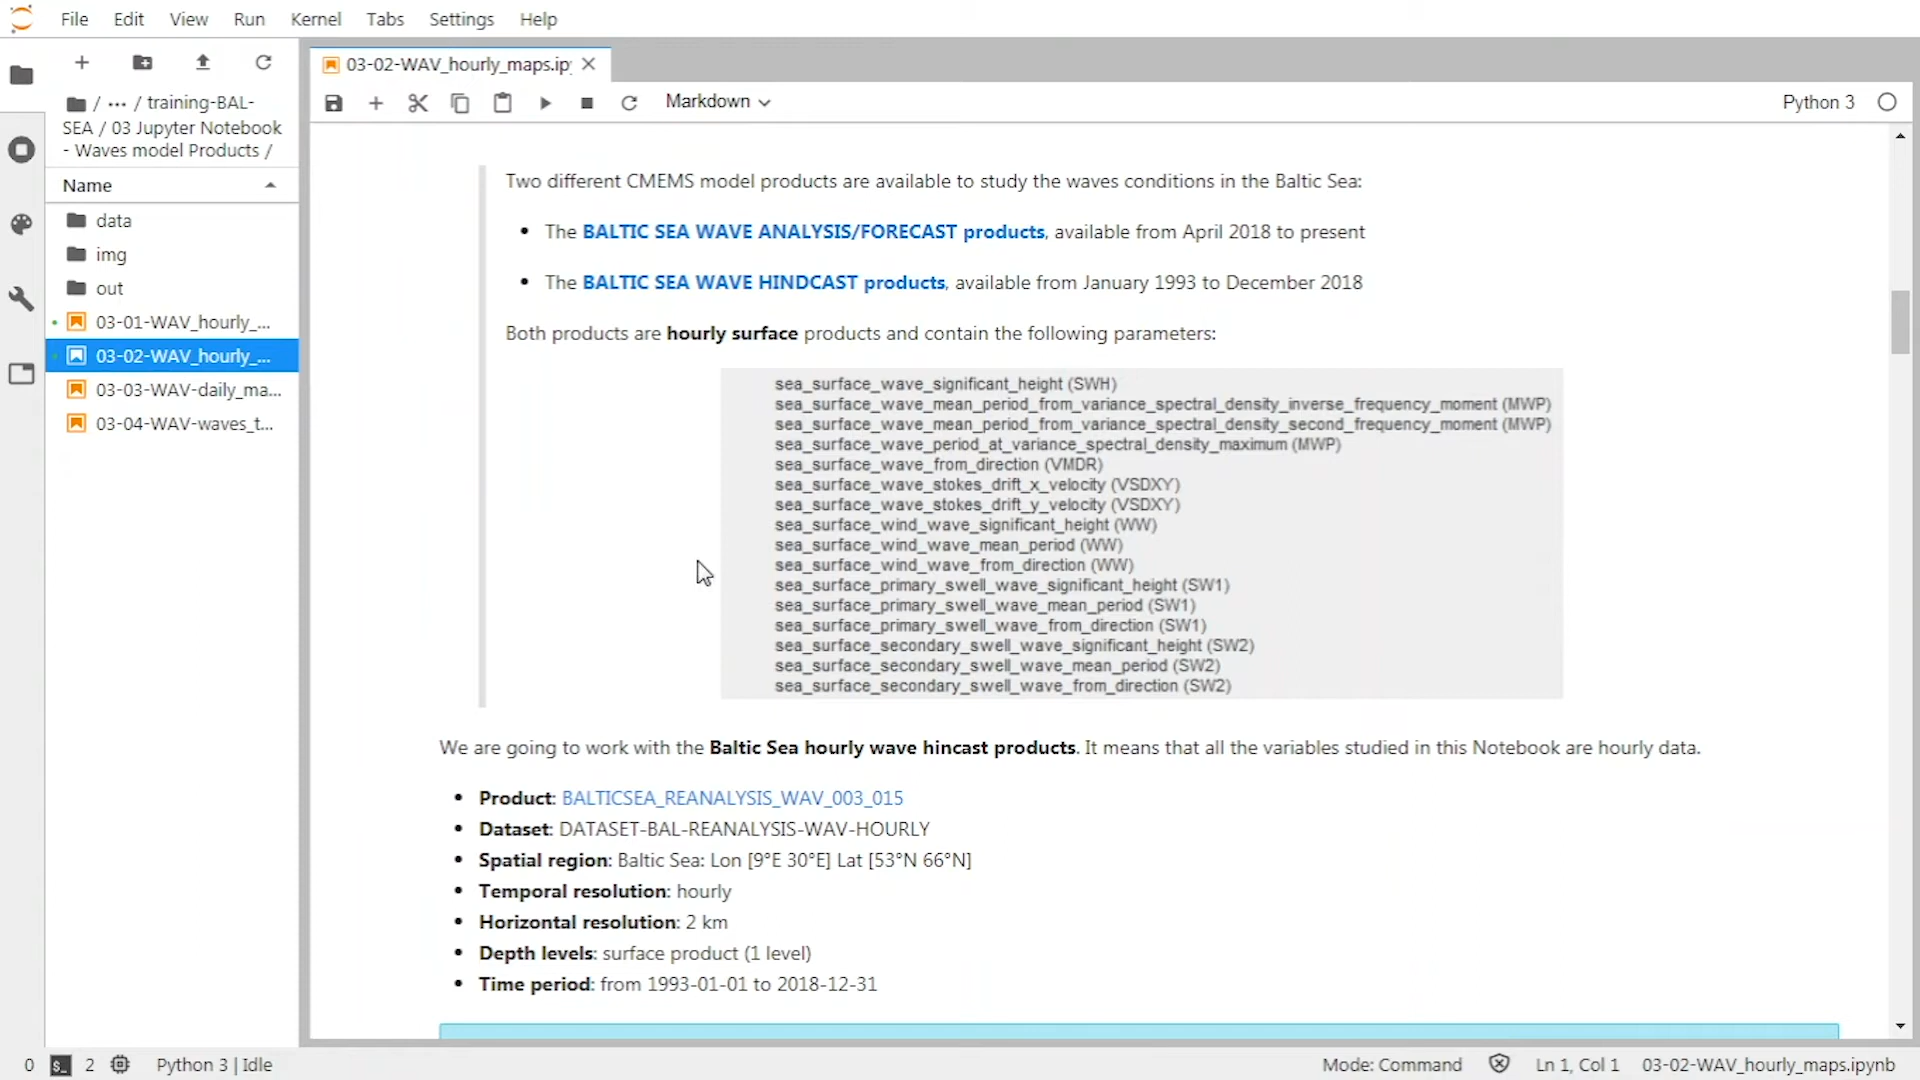 File Edit View Run Kernel Tabs Settings Help
/ ··· / training-BAL-
SEA / 03 Jupyter Notebook
- Waves model Products /
Name
data
img
out
03-01-WAV_hourly_...
03-02-WAV_hourly_...
03-03-WAV-daily_ma...
03-04-WAV-waves_t...
03-02-WAV_hourly_maps.ip
Markdown
Python 3
Two different CMEMS model products are available to study the waves conditions in the Baltic Sea:
• The BALTIC SEA WAVE ANALYSIS/FORECAST products, available from April 2018 to present
• The BALTIC SEA WAVE HINDCAST products, available from January 1993 to December 2018
Both products are hourly surface products and contain the following parameters:
sea_surface_wave_significant_height (SWH)
sea_surface_wave_mean_period_from_variance_spectral_density_inverse_frequency_moment (MWP)
sea_surface_wave_mean_period_from_variance_spectral_density_second_frequency_moment (MWP)
sea_surface_wave_period_at_variance_spectral_density_maximum (MWP)
sea_surface_wave_from_direction (VMDR)
sea_surface_wave_stokes_drift_x_velocity (VSDXY)
sea_surface_wave_stokes_drift_y_velocity (VSDXY)
sea_surface_wind_wave_significant_height (WW)
sea_surface_wind_wave_mean_period (WW)
sea_surface_wind_wave_from_direction (WW)
sea_surface_primary_swell_wave_significant_height (SW1)
sea_surface_primary_swell_wave_mean_period (SW1)
sea_surface_primary_swell_wave_from_direction (SW1)
sea_surface_secondary_swell_wave_significant_height (SW2)
sea_surface_secondary_swell_wave_mean_period (SW2)
sea_surface_secondary_swell_wave_from_direction (SW2)
We are going to work with the Baltic Sea hourly wave hincast products. It means that all the variables studied in this Notebook are hourly data.
• Product: BALTICSEA_REANALYSIS_WAV_003_015
• Dataset: DATASET-BAL-REANALYSIS-WAV-HOURLY
• Spatial region: Baltic Sea: Lon [9°E 30°E] Lat [53°N 66°N]
• Temporal resolution: hourly
• Horizontal resolution: 2 km
• Depth levels: surface product (1 level)
• Time period: from 1993-01-01 to 2018-12-31
0 $_ 2 Python 3 | Idle Mode: Command Ln 1, Col 1 03-02-WAV_hourly_maps.ipynb